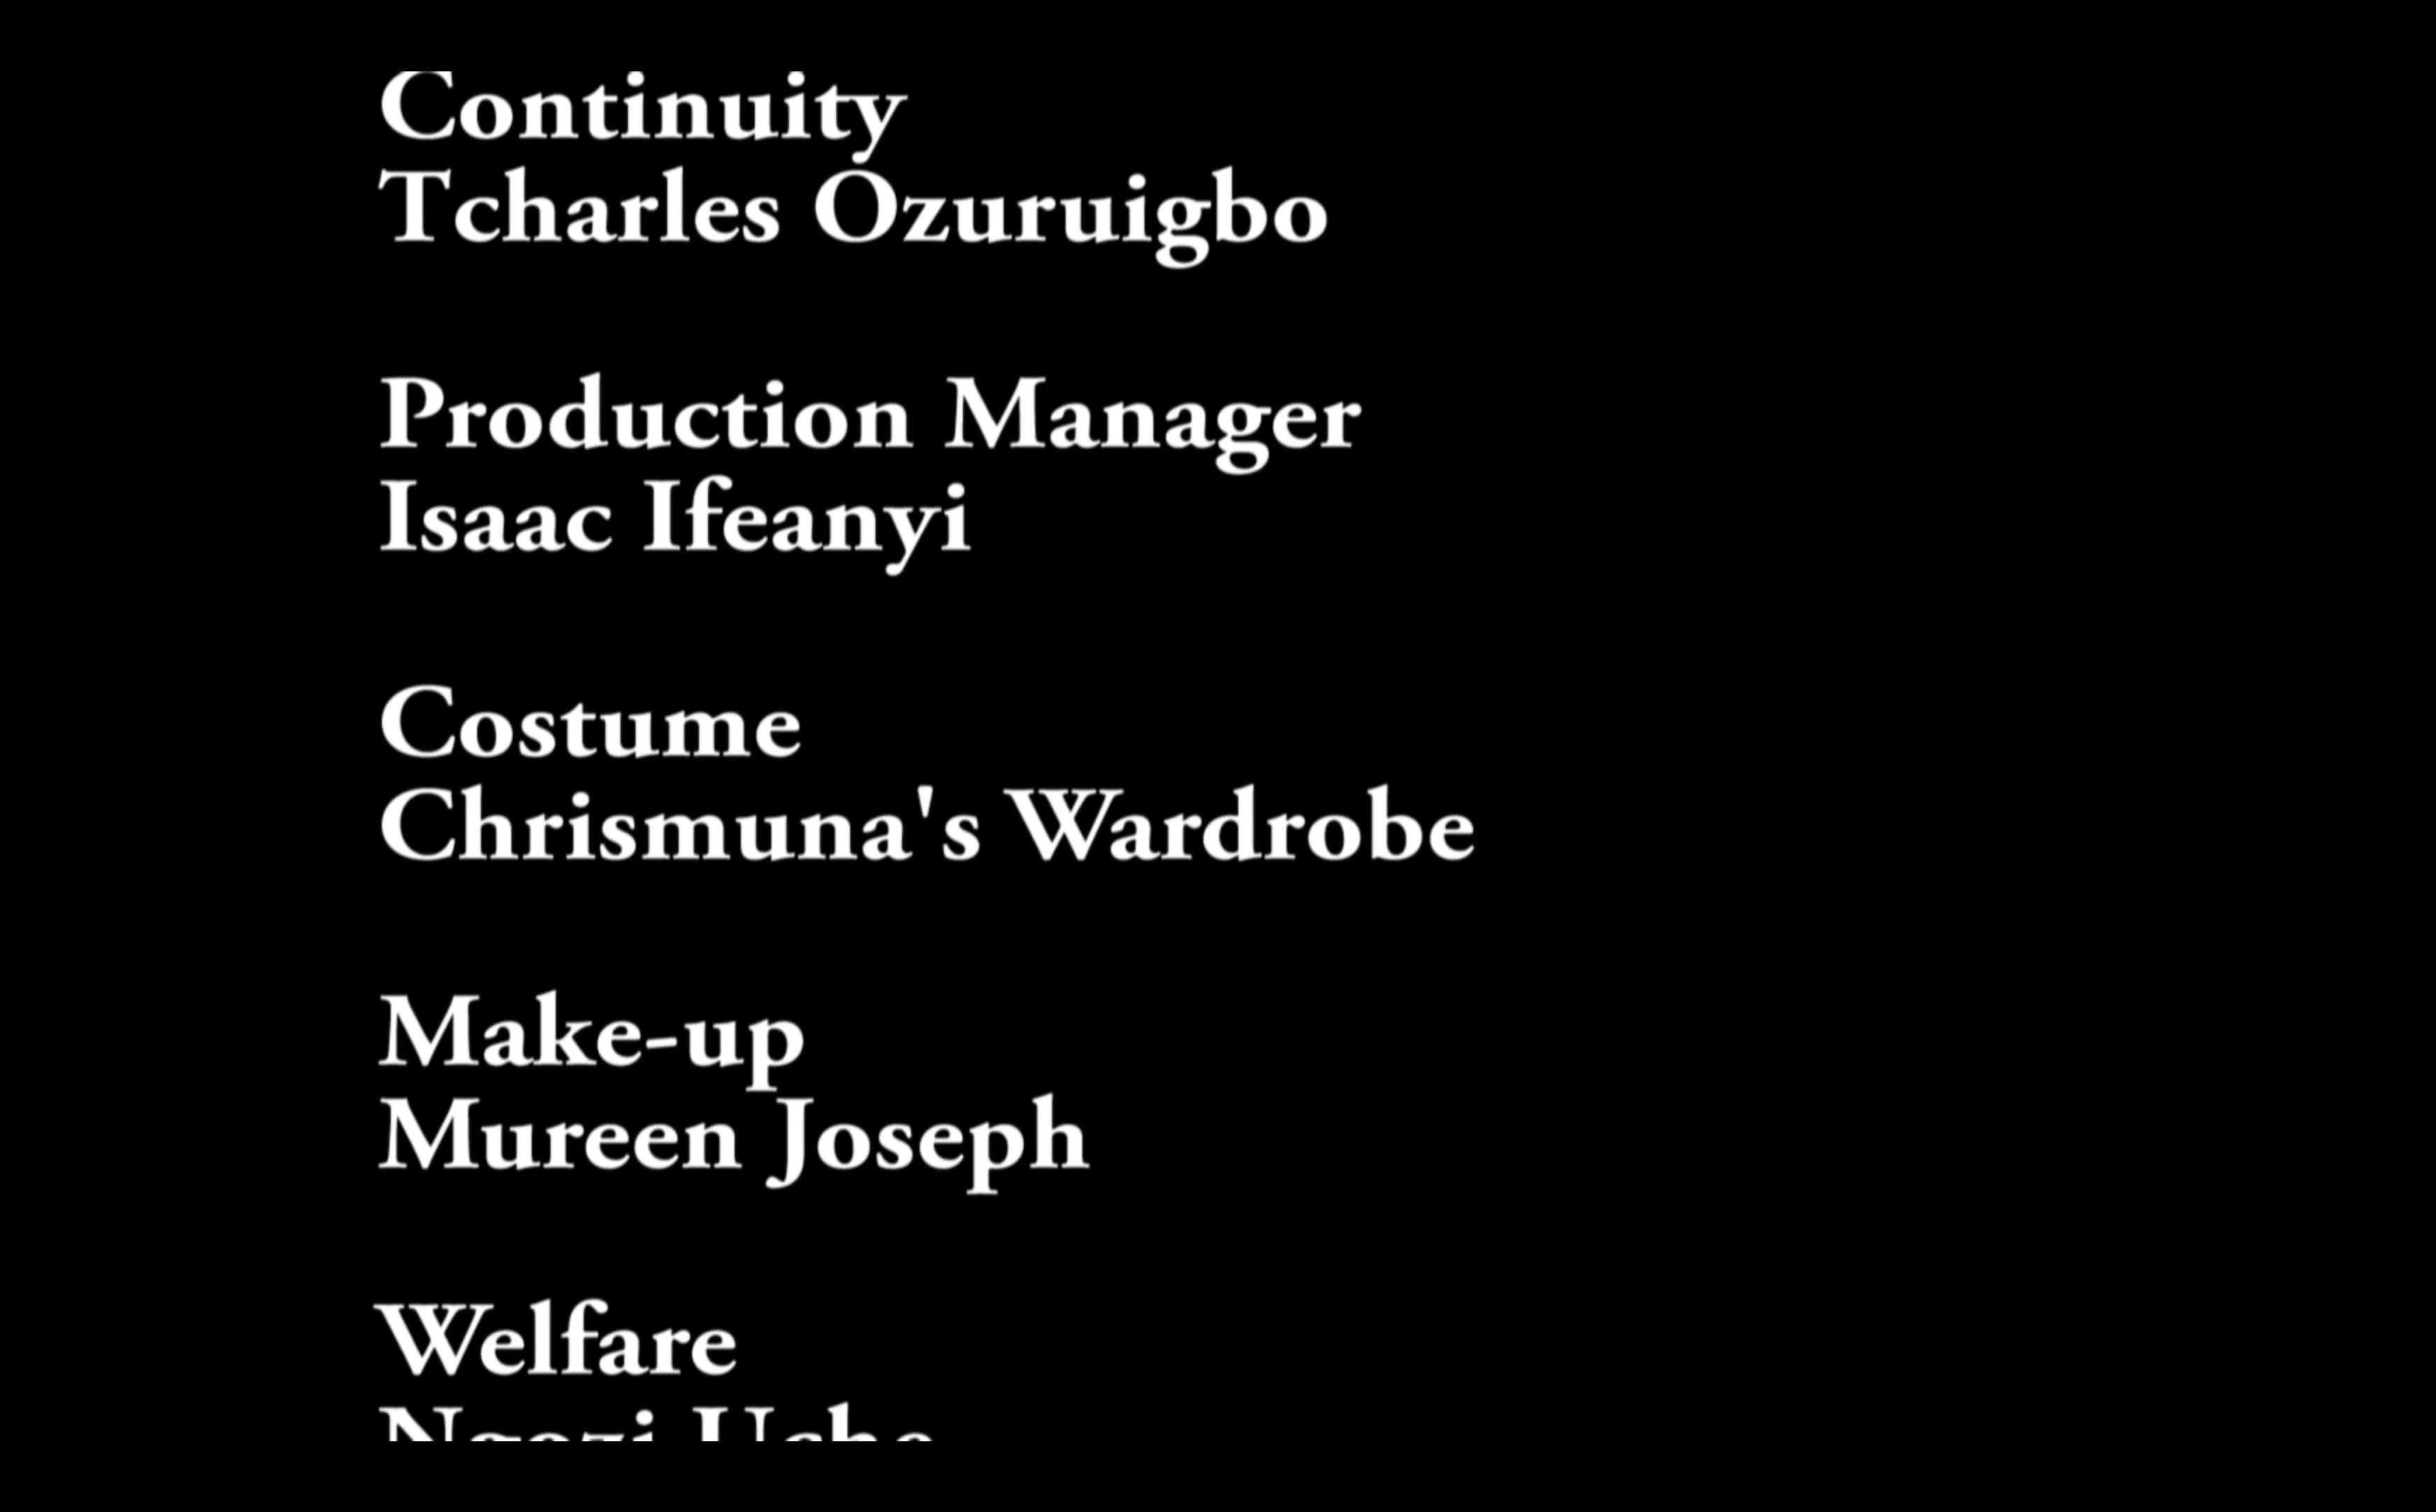 Continuity
Tcharles Ozuruigbo
Production Manager
Isaac Ifeanyi
Costume
Chrismuna's Wardrobe
Make-up
Mureen Joseph
Welfare